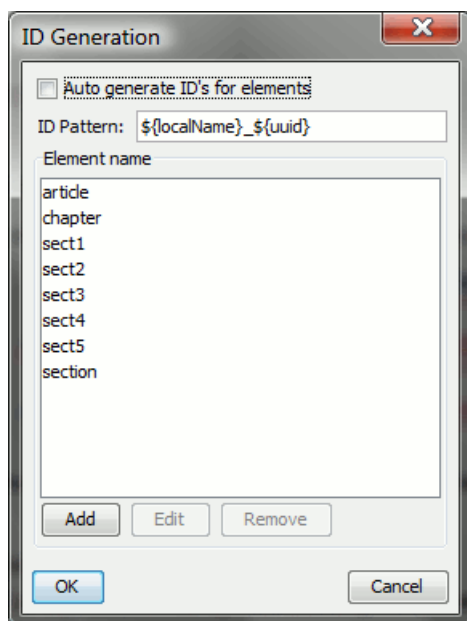 ID Generation
Auto generate ID's for elements
ID Pattern: ${localName}_${uuid}
Element name
article
chapter
sect1
sect2
sect3
sect4
sect5
section
Add Edit Remove
OK Cancel